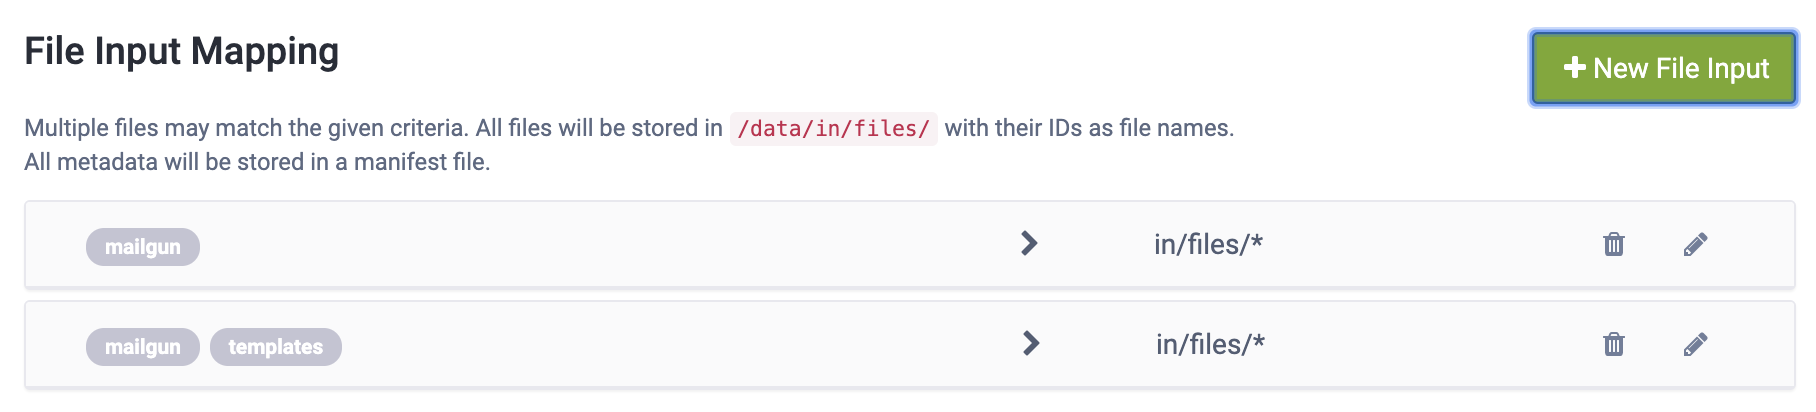 File Input Mapping
+ New File Input
Multiple files may match the given criteria. All files will be stored in /data/in/files/ with their IDs as file names.
All metadata will be stored in a manifest file.
mailgun in/files/*
mailgun templates in/files/*